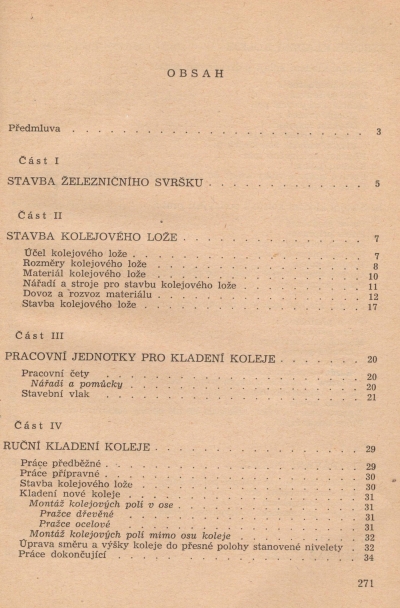 OBSAH
Předmluva . . . . . . . . . . . . . . . . . . . . . . 3
Část I
STAVBA ŽELEZNIČNÍHO SVRŠKU . . . . . . . . . . . 5
Část II
STAVBA KOLEJOVÉHO LOŽE . . . . . . . . . . . . . 7
Účel kolejového lože . . . . . . . . . . . . . . . . . 7
Rozměry kolejového lože . . . . . . . . . . . . . . . 8
Materiál kolejového lože . . . . . . . . . . . . . . . 10
Nářadí a stroje pro stavbu kolejového lože . . . . . . . . 11
Dovoz a rozvoz materiálu . . . . . . . . . . . . . . . 12
Stavba kolejového lože . . . . . . . . . . . . . . . . 17
Část III
PRACOVNÍ JEDNOTKY PRO KLADENÍ KOLEJE . . . . . . 20
Pracovní čety . . . . . . . . . . . . . . . . . . . . 20
Nářadí a pomůcky . . . . . . . . . . . . . . . . . . 20
Stavební vlak . . . . . . . . . . . . . . . . . . . . 21
Část IV
RUČNÍ KLADENÍ KOLEJE . . . . . . . . . . . . . . . 29
Práce předběžné . . . . . . . . . . . . . . . . . . . 29
Práce přípravné . . . . . . . . . . . . . . . . . . . 30
Stavba kolejového lože . . . . . . . . . . . . . . . . 30
Kladení nové koleje . . . . . . . . . . . . . . . . . 31
Montáž kolejových polí v ose . . . . . . . . . . . . . 31
Pražce dřevěné . . . . . . . . . . . . . . . . . . . 31
Pražce ocelové . . . . . . . . . . . . . . . . . . . 31
Montáž kolejových polí mimo osu koleje . . . . . . . . . 32
Úprava směru a výšky koleje do přesné polohy stanovené nivelety . 32
Práce dokončující . . . . . . . . . . . . . . . . . . 34
271